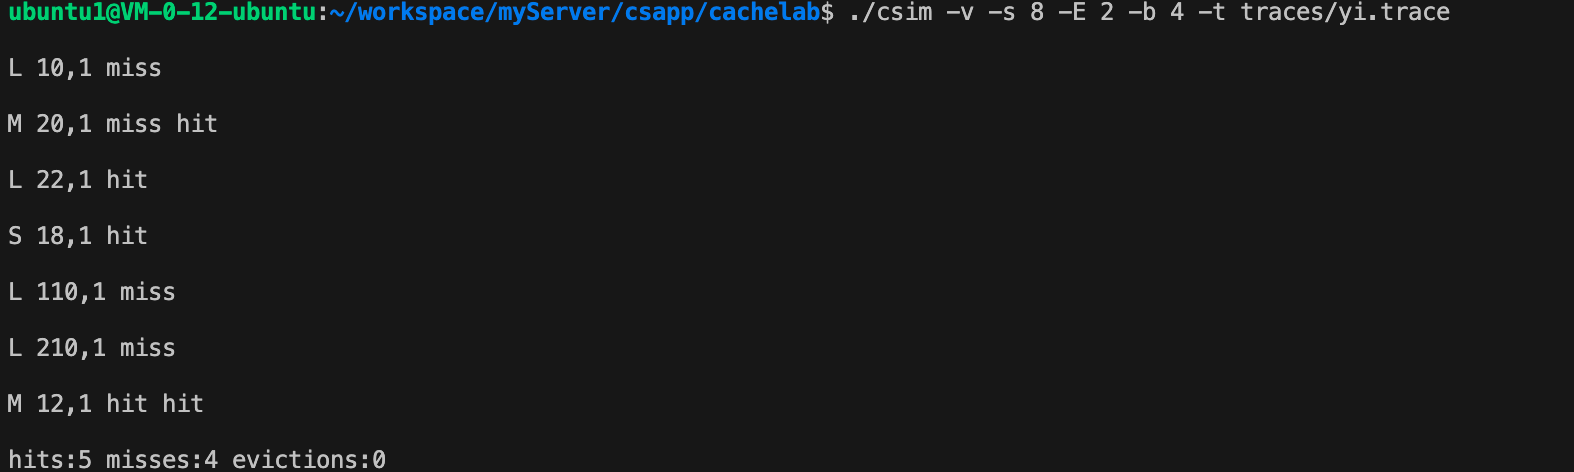 ubuntu1@VM-0-12-ubuntu:~/workspace/myServer/csapp/cachelab$ ./csim -v -s 8 -E 2 -b 4 -t traces/yi.trace
L 10,1 miss
M 20,1 miss hit
L 22,1 hit
S 18,1 hit
L 110,1 miss
L 210,1 miss
M 12,1 hit hit
hits:5 misses:4 evictions:0